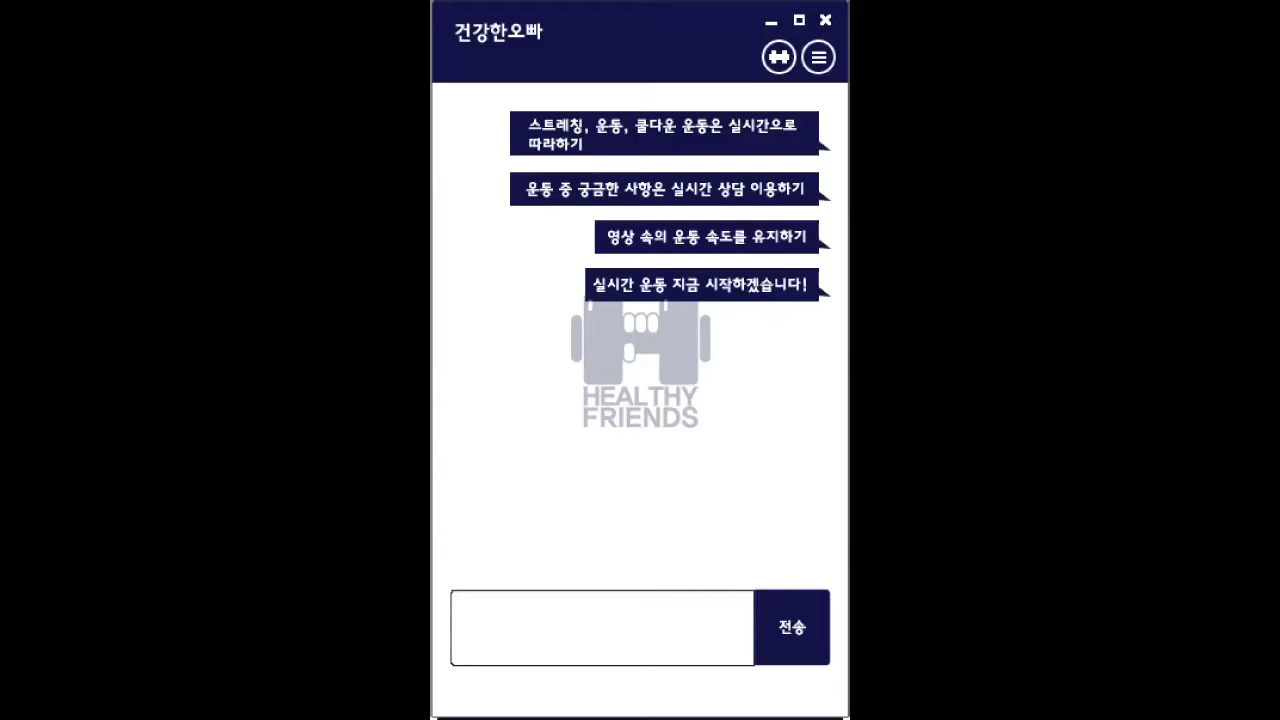 건강한오빠
스트레칭, 운동, 쿨다운 운동은 실시간으로
따라하기
운동 중 궁금한 사항은 실시간 상담 이용하기
영상 속의 운동 속도를 유지하기
실시간 운동 지금 시작하겠습니다!
HEALTHY
FRIENDS
전송